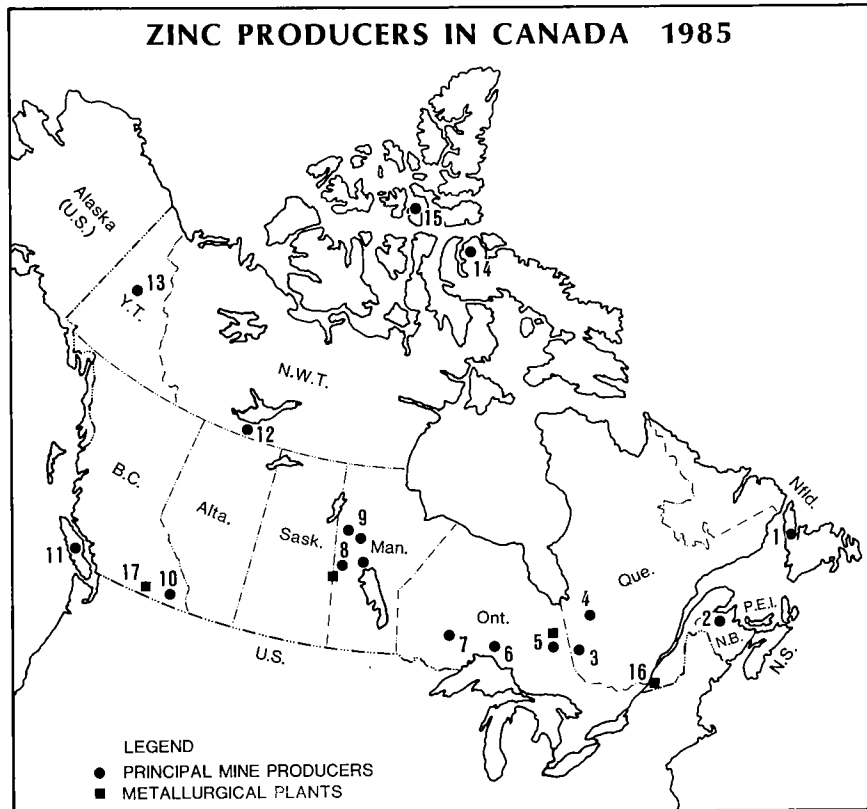 ZINC PRODUCERS IN CANADA 1985
Alaska
(U.S.)
15
14
13
Y.T.
N.W.T.
12
B.C.
Alta.
Sask.
9
8
Man.
Nfld.
1
11
17
10
Que.
4
Ont.
P.E.I.
2
N.B.
N.S.
7
6
5
3
16
U.S.
LEGEND
PRINCIPAL MINE PRODUCERS
METALLURGICAL PLANTS